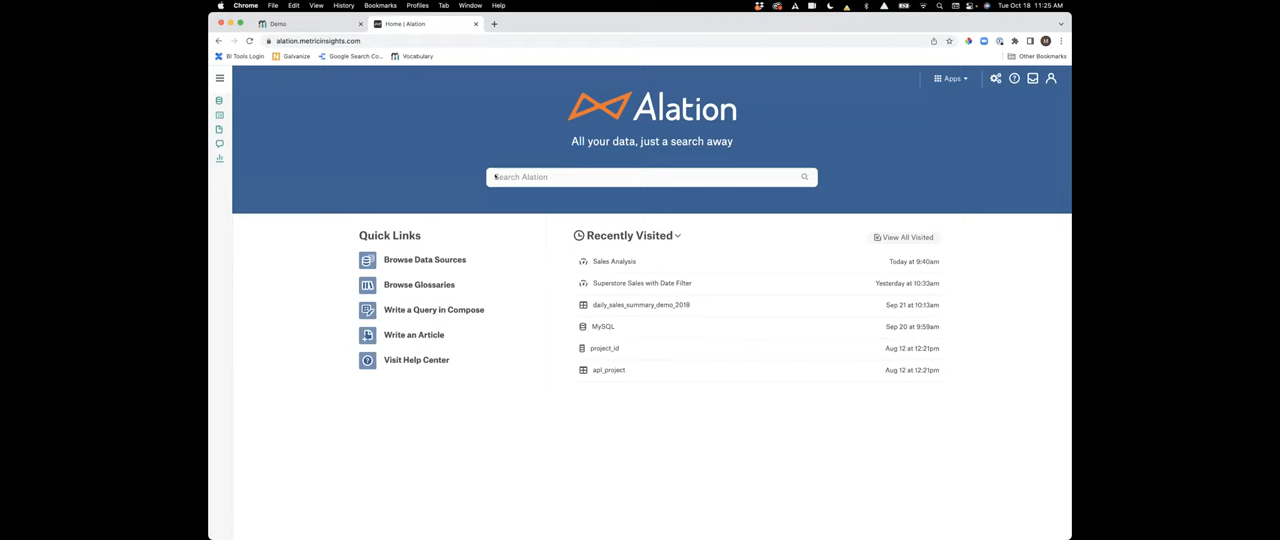 Chrome File Edit View History Bookmarks Profiles Tab Window Help
Tue Oct 18 11:25 AM
Demo
Home | Alation
alation.metricinsights.com
BI Tools Login
Galvanize
Google Search Co...
Vocabulary
Other Bookmarks
Apps
Alation
All your data, just a search away
Search Alation
Quick Links
Browse Data Sources
Browse Glossaries
Write a Query in Compose
Write an Article
Visit Help Center
Recently Visited
View All Visited
Sales Analysis Today at 9:40am
Superstore Sales with Date Filter Yesterday at 10:33am
daily_sales_summary_demo_2018 Sep 21 at 10:13am
MySQL Sep 20 at 9:59am
project_id Aug 12 at 12:21pm
apl_project Aug 12 at 12:21pm